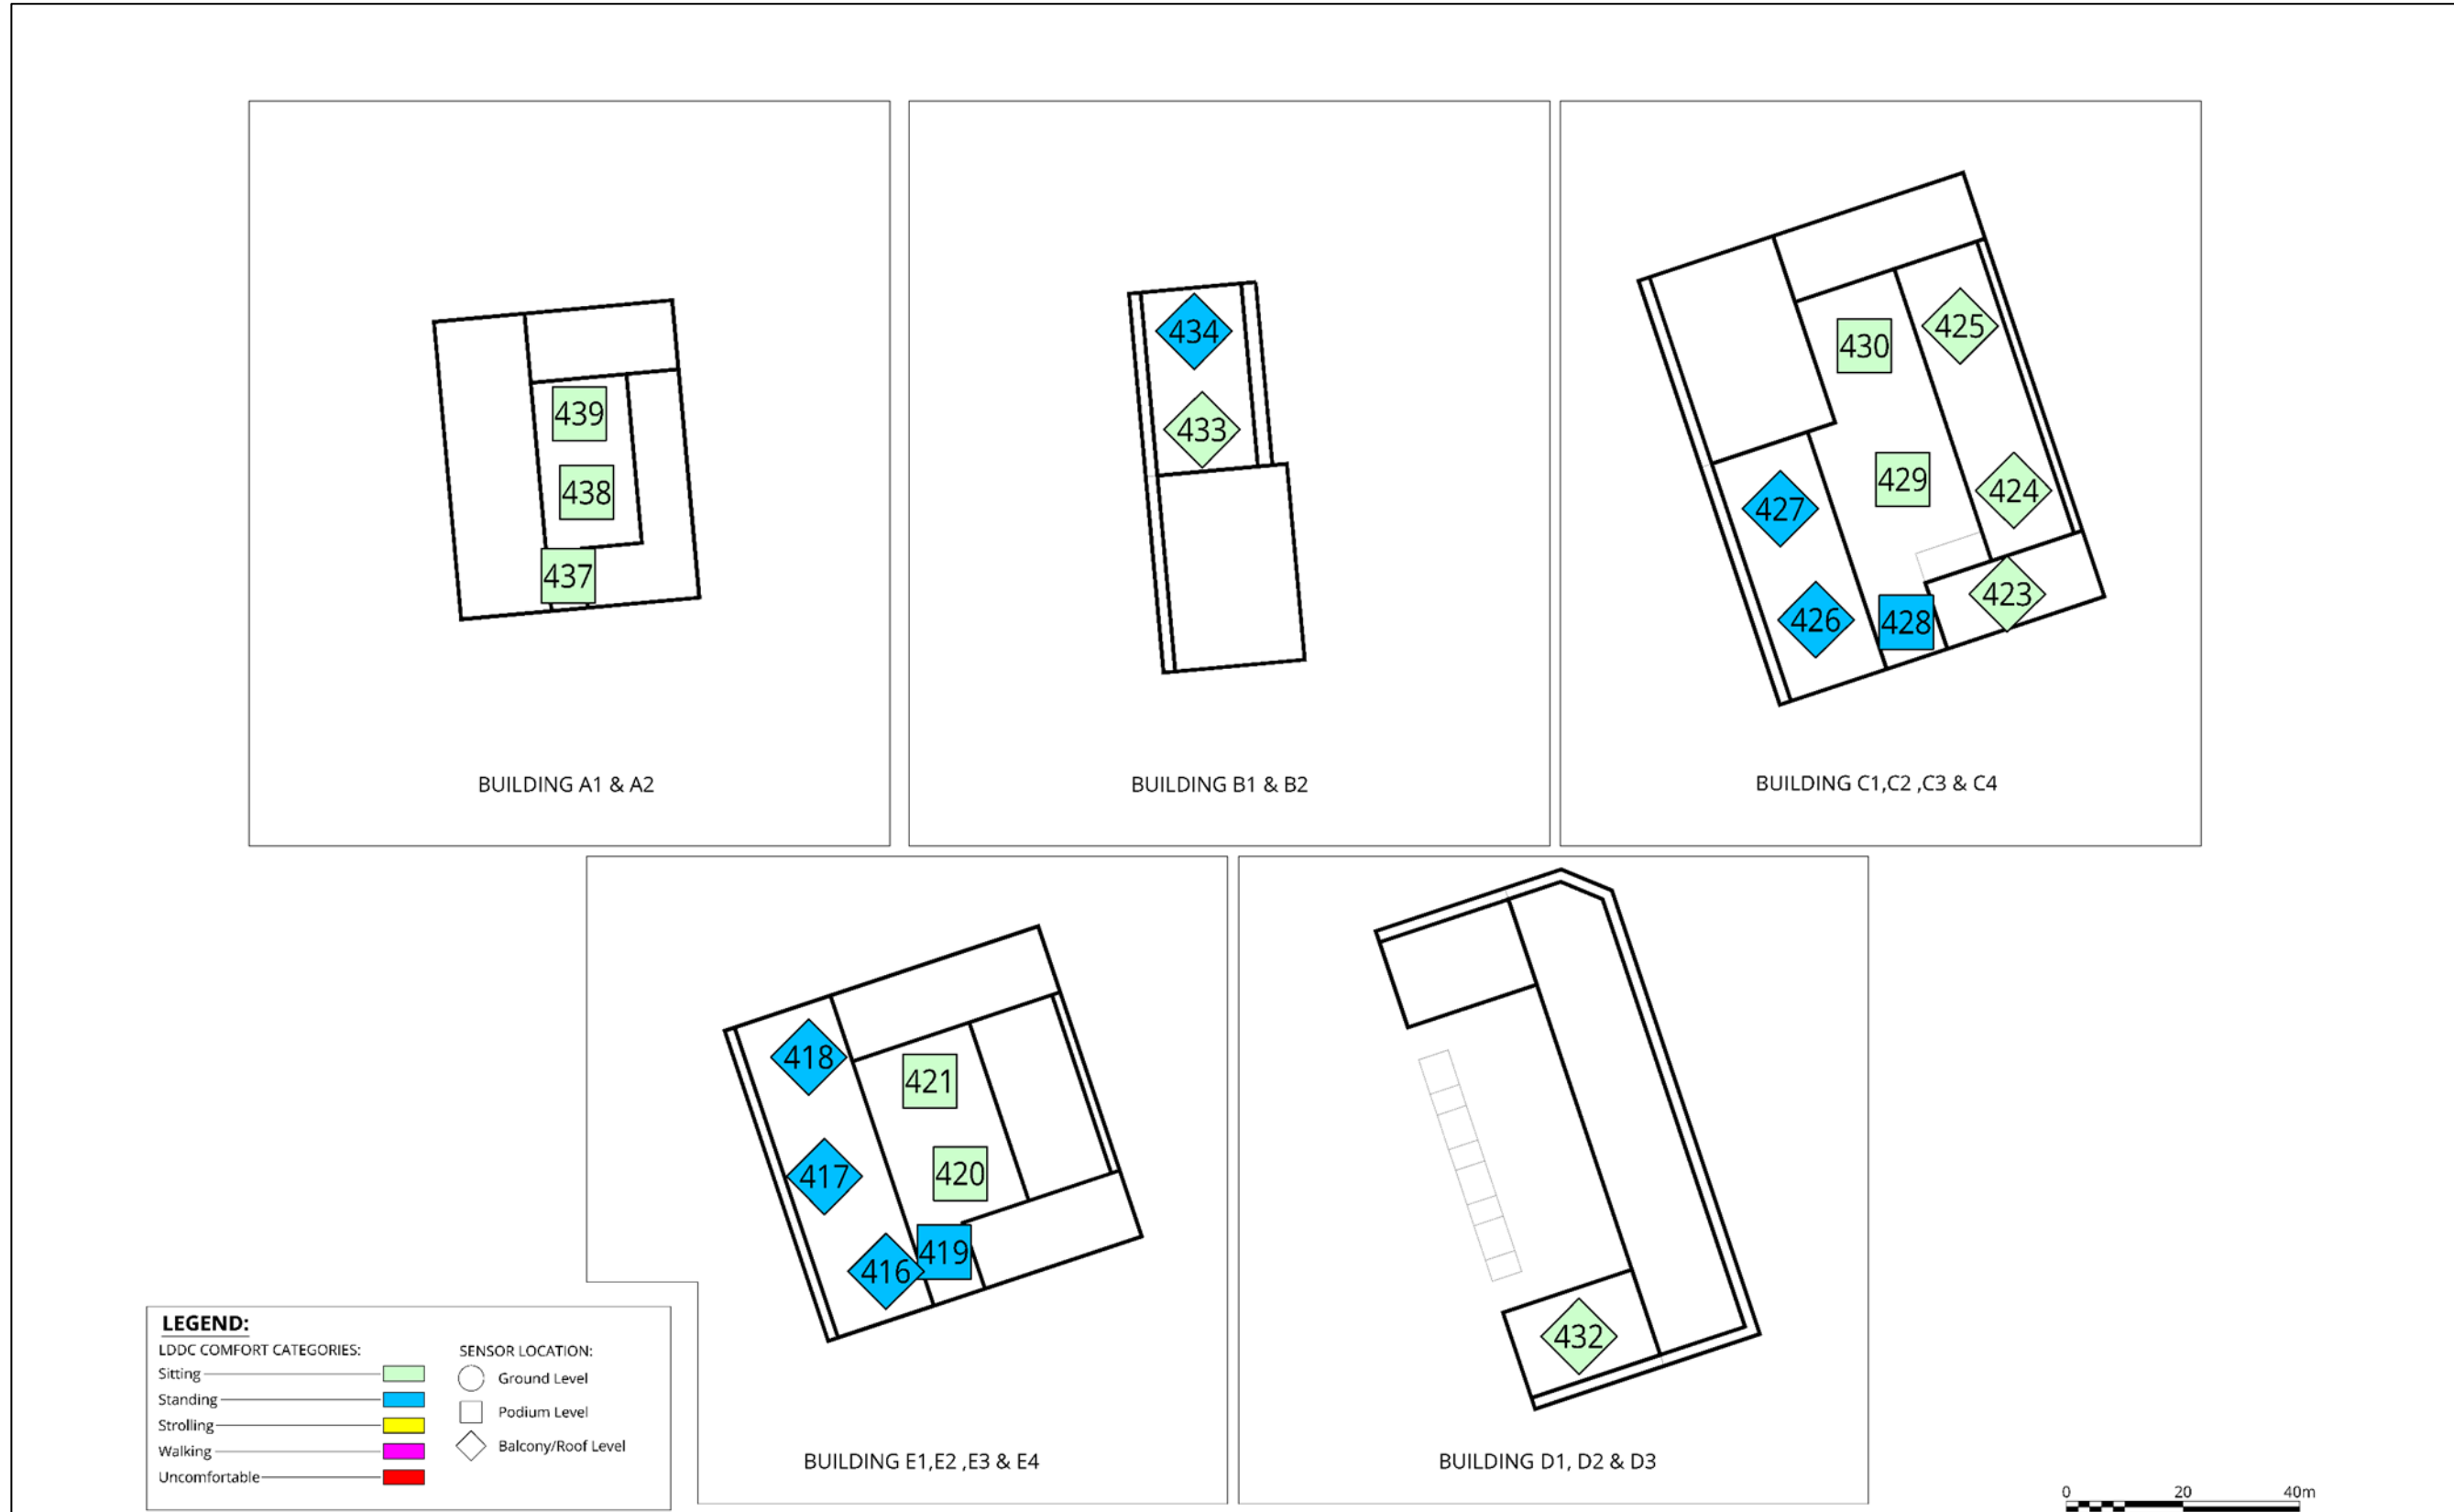 439
438
437
BUILDING A1 & A2
434
433
BUILDING B1 & B2
425
430
429
424
427
423
426
428
BUILDING C1,C2 ,C3 & C4
418
421
417
420
419
416
BUILDING E1,E2 ,E3 & E4
432
BUILDING D1, D2 & D3
LEGEND:
LDDC COMFORT CATEGORIES:
Sitting
Standing
Strolling
Walking
Uncomfortable
SENSOR LOCATION:
Ground Level
Podium Level
Balcony/Roof Level
0 20 40m